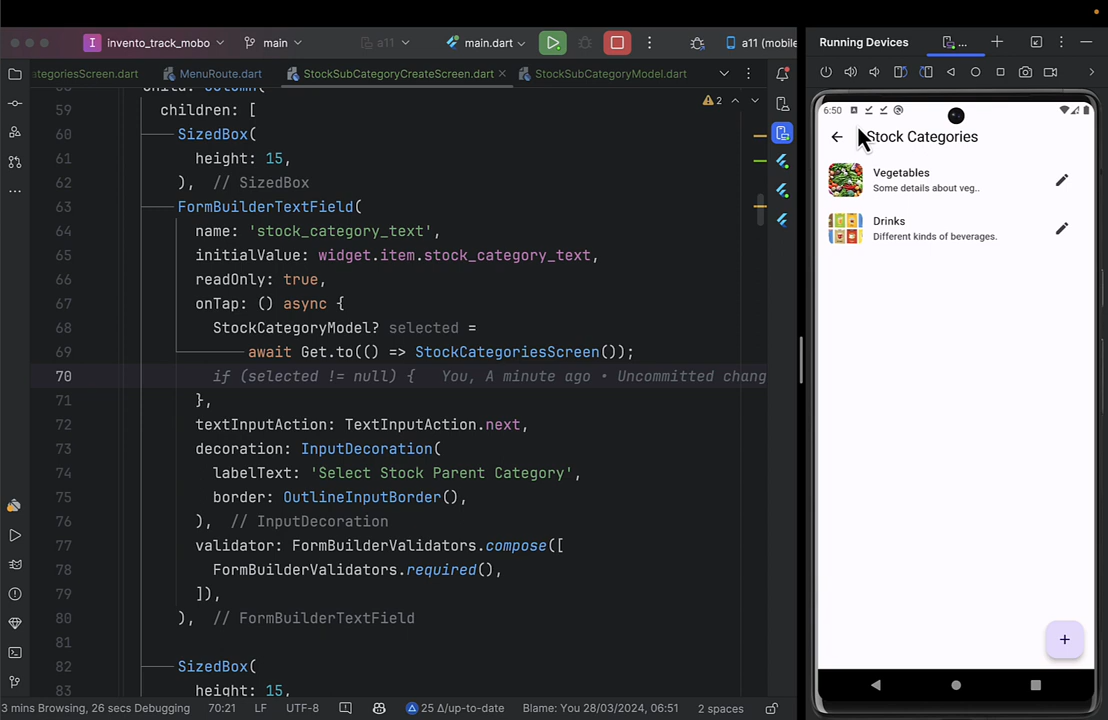 invento_track_mobo
main
a11
main.dart
a11 (mobile
Running Devices
...
ategoriesScreen.dart
MenuRoute.dart
StockSubCategoryCreateScreen.dart
StockSubCategoryModel.dart
2
59 children: [
60 SizedBox(
61 height: 15,
62 ), // SizedBox
63 FormBuilderTextField(
64 name: 'stock_category_text',
65 initialValue: widget.item.stock_category_text,
66 readOnly: true,
67 onTap: () async {
68 StockCategoryModel? selected =
69 await Get.to(() => StockCategoriesScreen());
70 if (selected != null) { You, A minute ago • Uncommitted chang
71 },
72 textInputAction: TextInputAction.next,
73 decoration: InputDecoration(
74 labelText: 'Select Stock Parent Category',
75 border: OutlineInputBorder(),
76 ), // InputDecoration
77 validator: FormBuilderValidators.compose([
78 FormBuilderValidators.required(),
79 ]),
80 ), // FormBuilderTextField
81
82 SizedBox(
83 height: 15,
3 mins Browsing, 26 secs Debugging
70:21
LF
UTF-8
25 Δ/up-to-date
Blame: You 28/03/2024, 06:51
2 spaces
6:50
Stock Categories
Vegetables
Some details about veg..
Drinks
Different kinds of beverages.
+